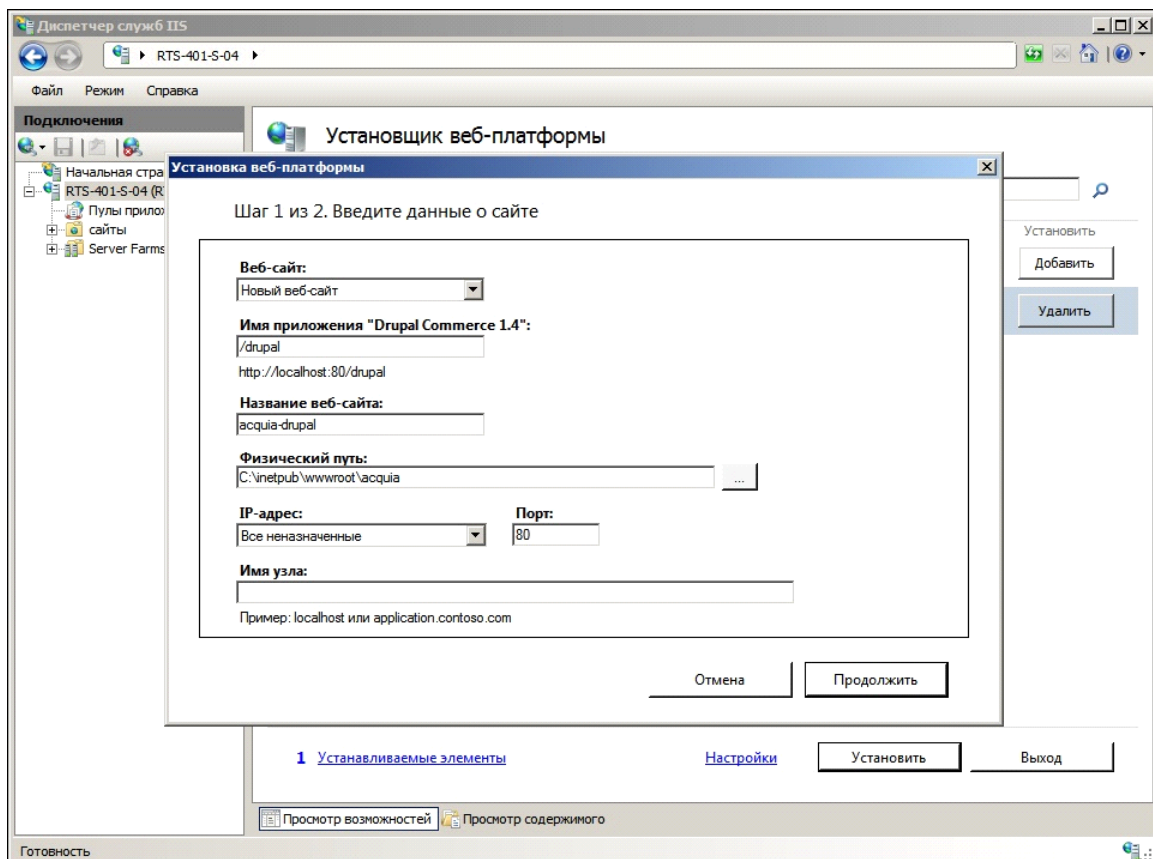 Диспетчер служб IIS
RTS-401-S-04
Файл Режим Справка
Подключения
Установщик веб-платформы
Начальная стра
RTS-401-S-04 (R
Пулы прилож
сайты
Server Farms
Установка веб-платформы
Шаг 1 из 2. Введите данные о сайте
Веб-сайт:
Новый веб-сайт
Имя приложения "Drupal Commerce 1.4":
/drupal
http://localhost:80/drupal
Название веб-сайта:
acquia-drupal
Физический путь:
C:\inetpub\wwwroot\acquia
...
IP-адрес: Порт:
Все неназначенные 80
Имя узла:
Пример: localhost или application.contoso.com
Отмена Продолжить
Установить
Добавить
Удалить
1 Устанавливаемые элементы Настройки Установить Выход
Просмотр возможностей Просмотр содержимого
Готовность